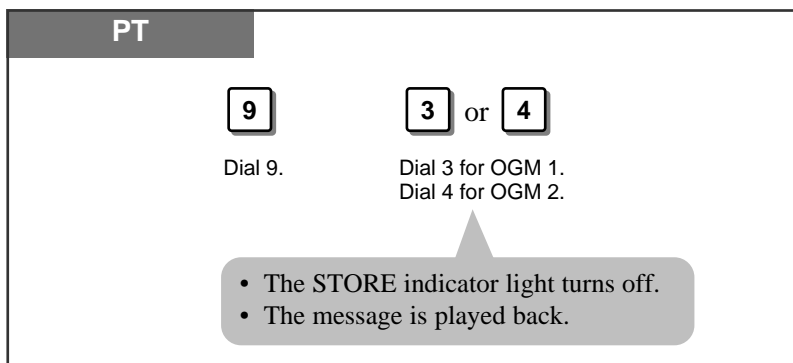 PT
9 3 or 4
Dial 9. Dial 3 for OGM 1.
Dial 4 for OGM 2.
• The STORE indicator light turns off.
• The message is played back.